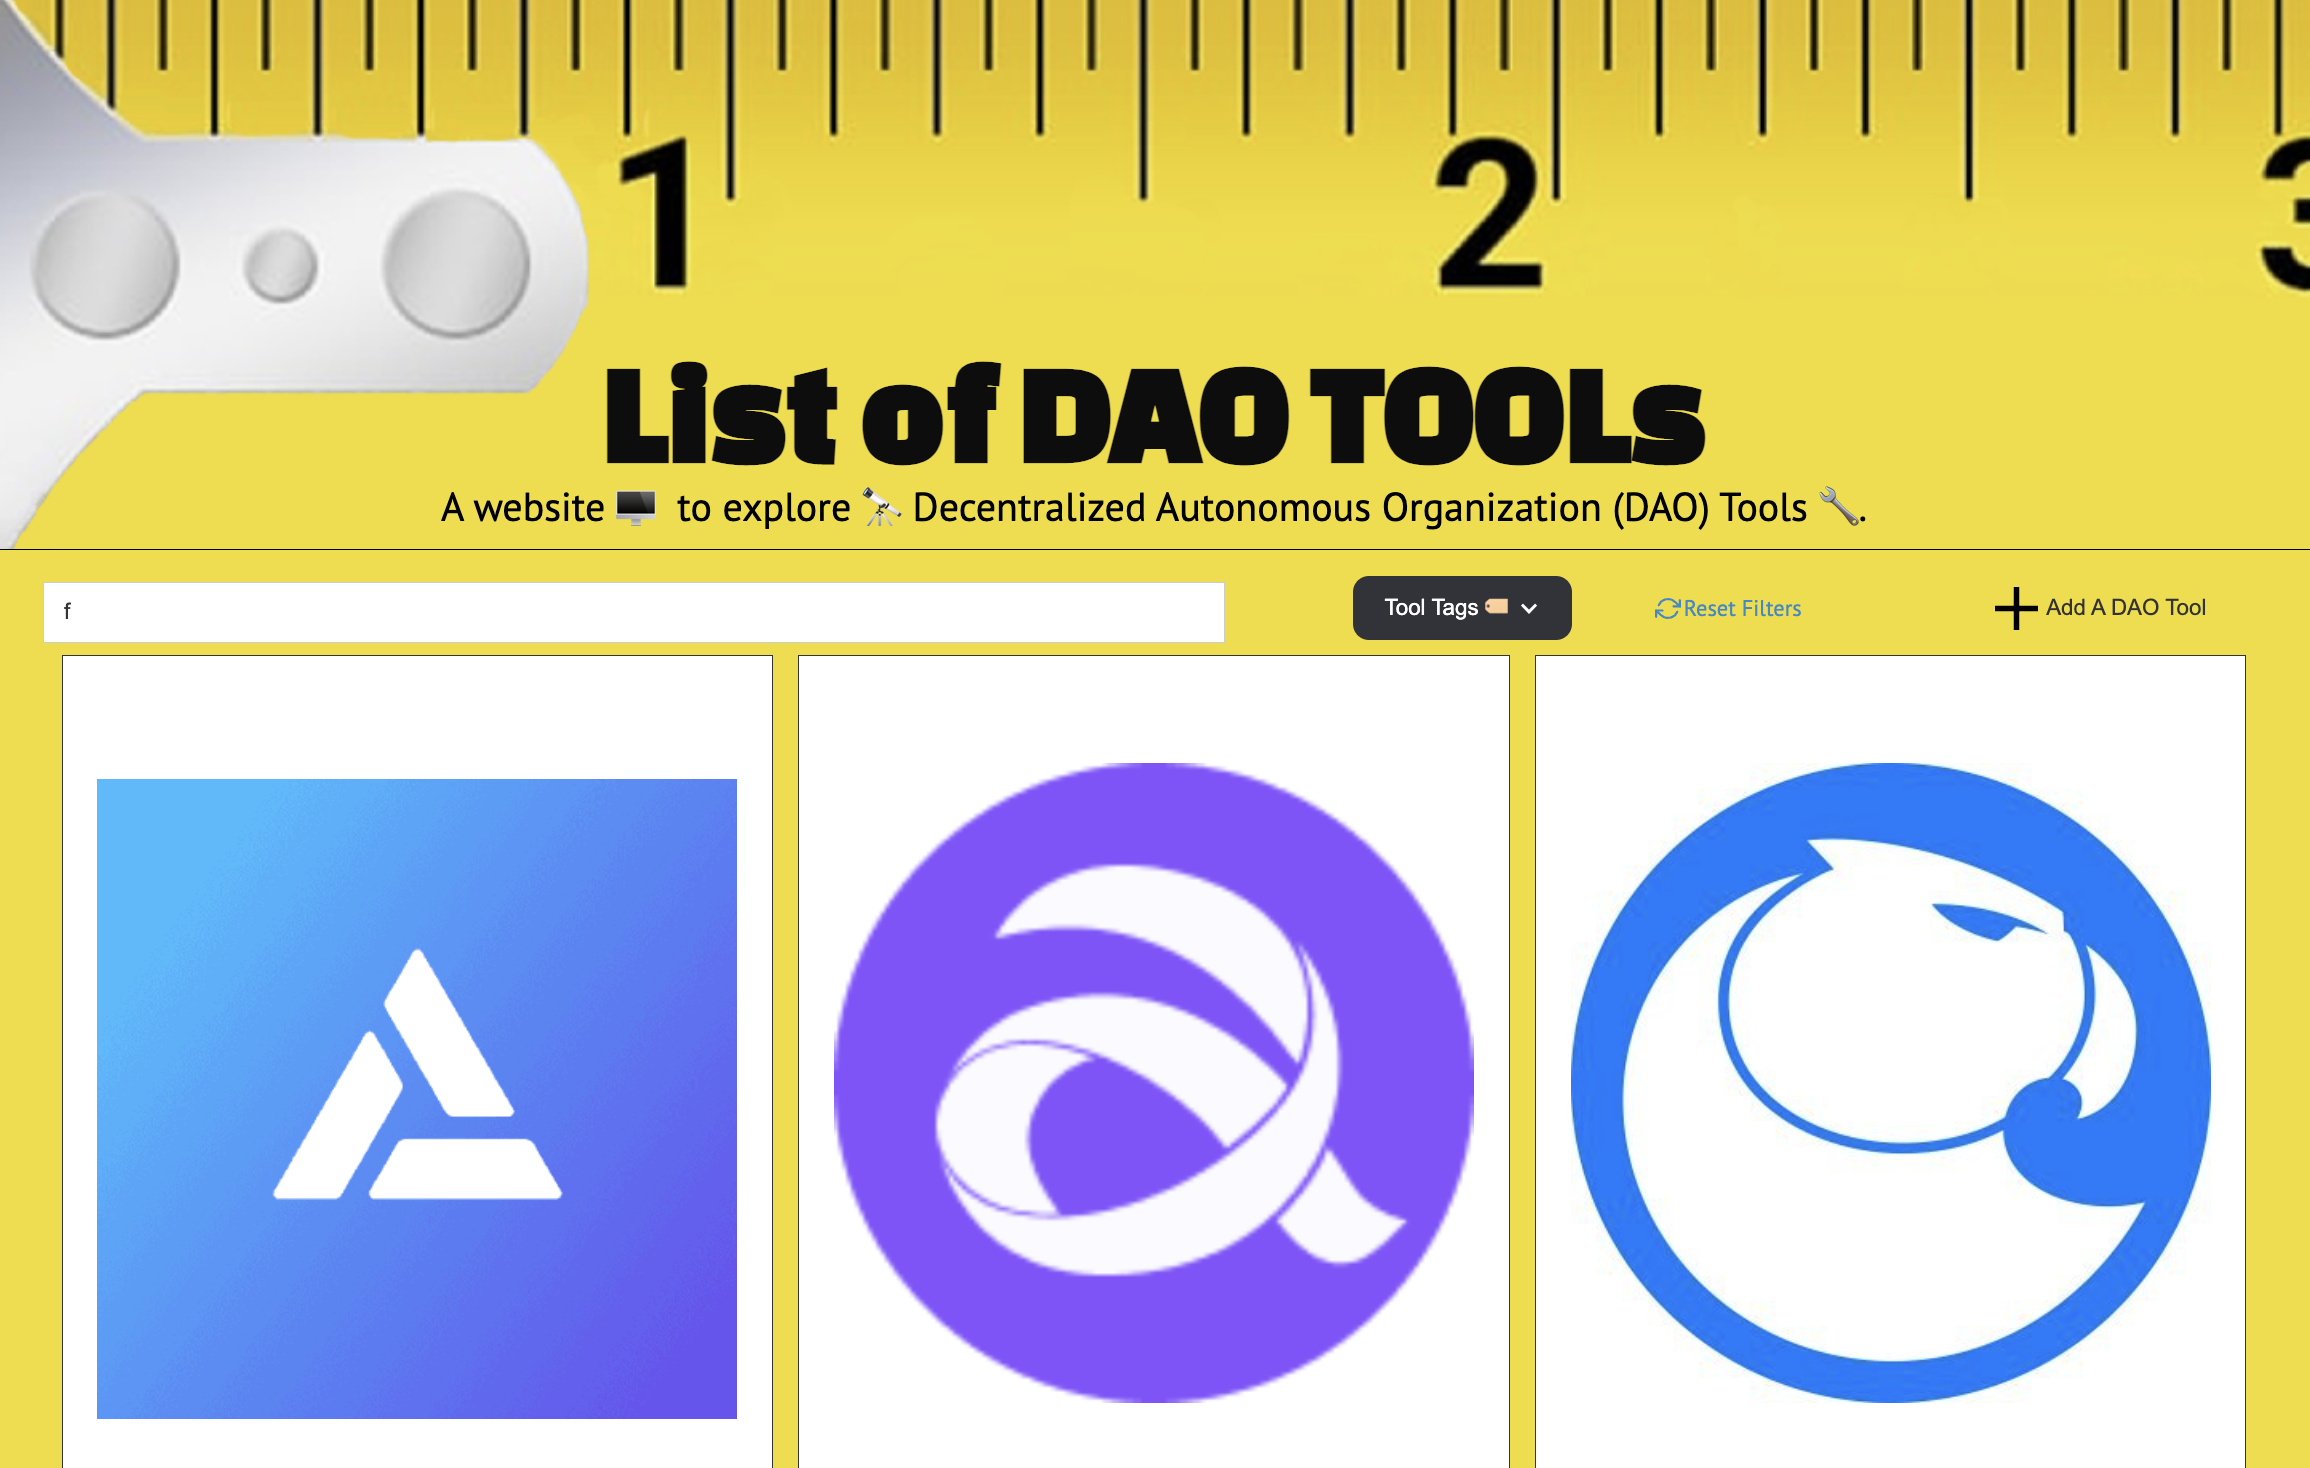 1 2 3
List of DAO TOOLs
A website 🖥️ to explore 🔭 Decentralized Autonomous Organization (DAO) Tools 🔧.
f
Tool Tags 🏷️
Reset Filters
Add A DAO Tool